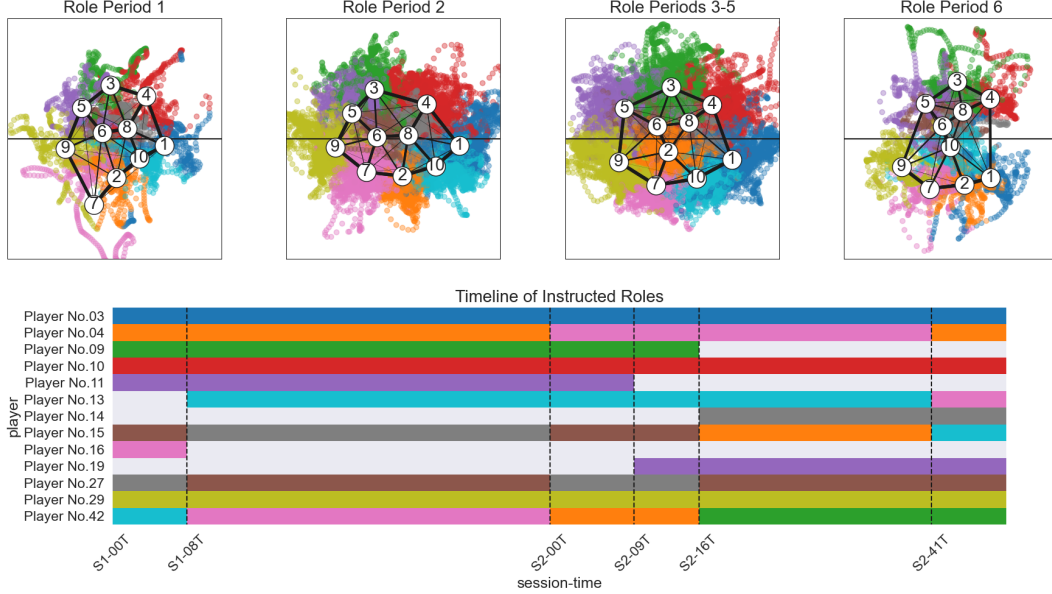 Role Period 1
Role Period 2
Role Periods 3-5
Role Period 6
3
4
5
6
8
9
10
1
2
7
3
4
5
6
8
9
1
10
7
2
3
4
5
6
8
2
9
1
10
7
3
4
5
8
6
10
9
1
2
7
Timeline of Instructed Roles
player
Player No.03
Player No.04
Player No.09
Player No.10
Player No.11
Player No.13
Player No.14
Player No.15
Player No.16
Player No.19
Player No.27
Player No.29
Player No.42
S1-00T
S1-08T
S2-00T
S2-09T
S2-16T
S2-41T
session-time